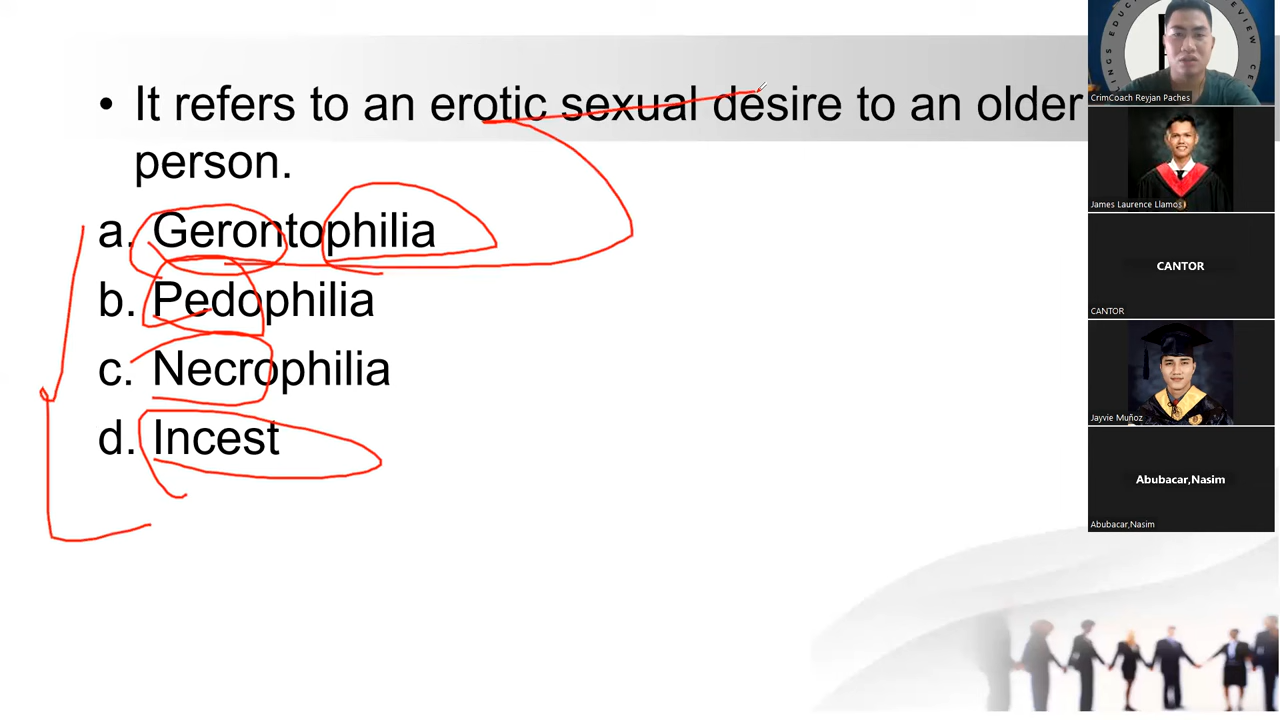 • It refers to an erotic sexual desire to an older
person.
a. Gerontophilia
b. Pedophilia
c. Necrophilia
d. Incest
CrimCoach Reyjan Paches
James Laurence Llamos
CANTOR
CANTOR
Jayvie Muñoz
Abubacar,Nasim
Abubacar,Nasim